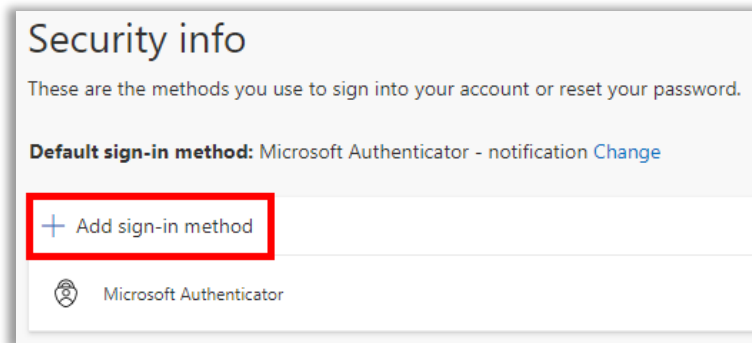 Security info
These are the methods you use to sign into your account or reset your password.
Default sign-in method: Microsoft Authenticator - notification Change
+ Add sign-in method
Microsoft Authenticator